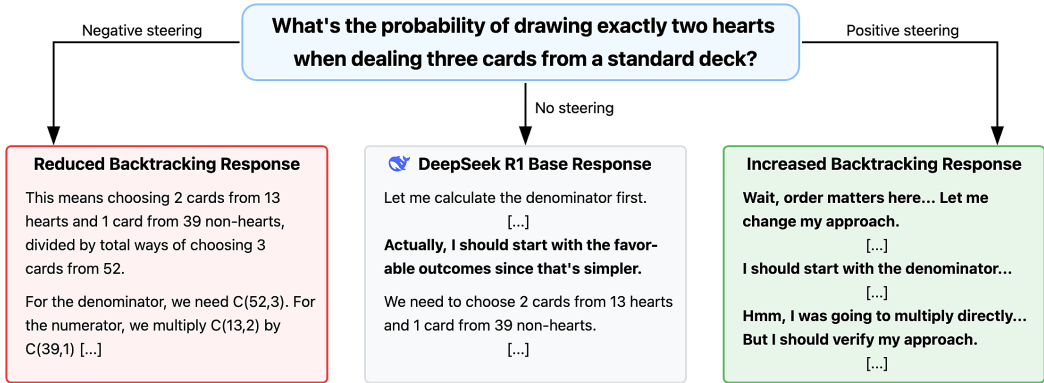 What's the probability of drawing exactly two hearts
when dealing three cards from a standard deck?
Negative steering
Positive steering
No steering
Reduced Backtracking Response
This means choosing 2 cards from 13
hearts and 1 card from 39 non-hearts,
divided by total ways of choosing 3
cards from 52.
For the denominator, we need C(52,3). For
the numerator, we multiply C(13,2) by
C(39,1) [...]
DeepSeek R1 Base Response
Let me calculate the denominator first.
[...]
Actually, I should start with the favor-
able outcomes since that's simpler.
We need to choose 2 cards from 13 hearts
and 1 card from 39 non-hearts.
[...]
Increased Backtracking Response
Wait, order matters here... Let me
change my approach.
[...]
I should start with the denominator...
[...]
Hmm, I was going to multiply directly...
But I should verify my approach.
[...]